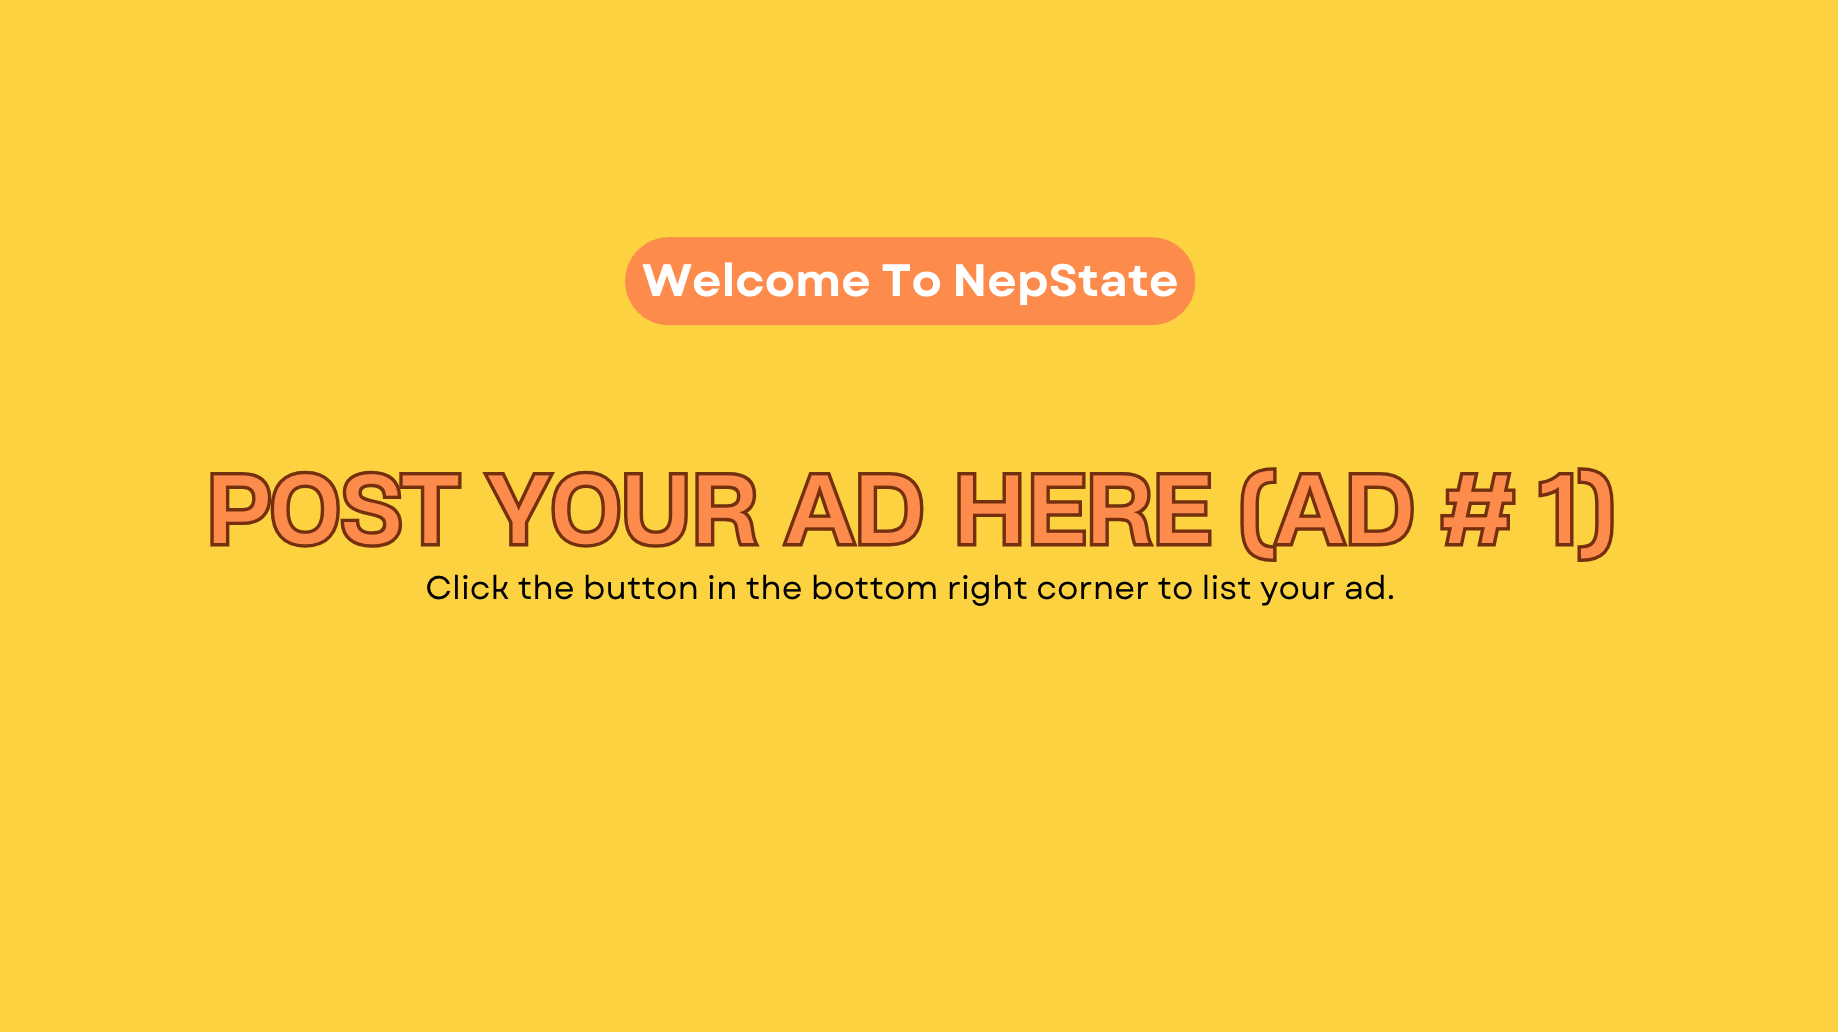 Welcome To NepState
POST YOUR AD HERE (AD # 1)
Click the button in the bottom right corner to list your ad.